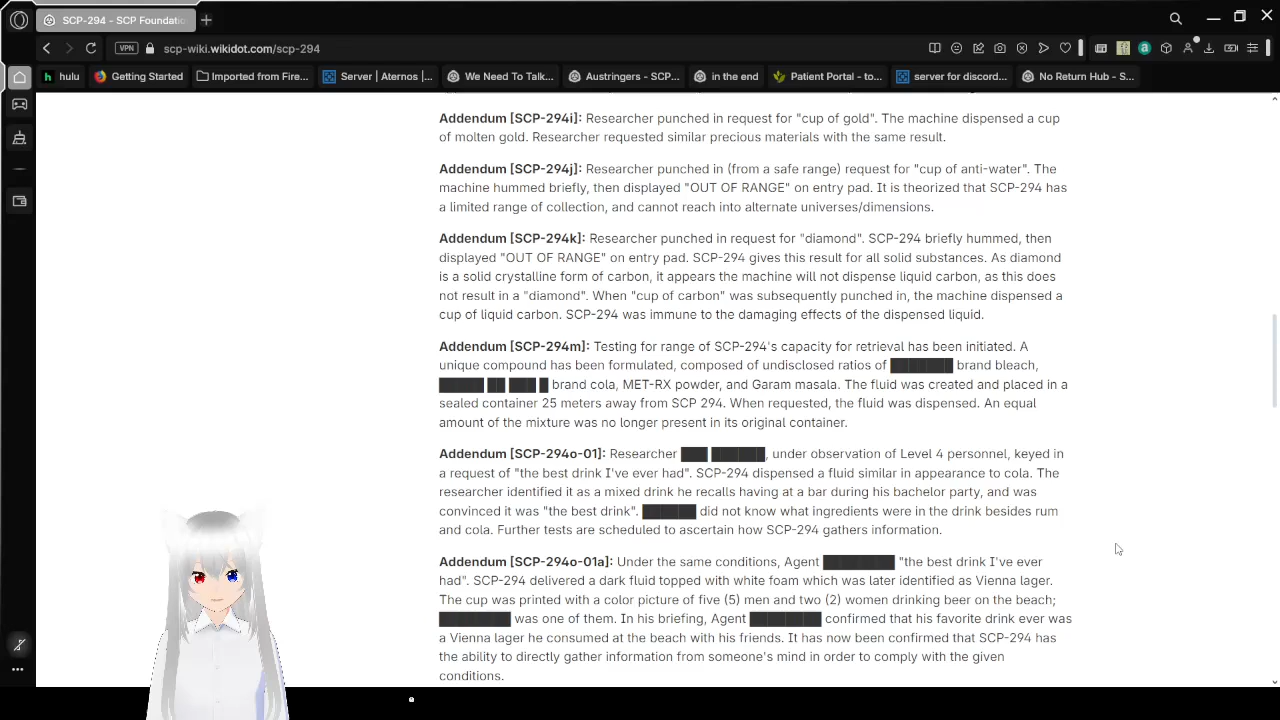 SCP-294 - SCP Foundatio
VPN scp-wiki.wikidot.com/scp-294
hulu Getting Started Imported from Fire... Server | Aternos |... We Need To Talk... Austringers - SCP... in the end Patient Portal - to... server for discord... No Return Hub - S...
Addendum [SCP-294i]: Researcher punched in request for "cup of gold". The machine dispensed a cup
of molten gold. Researcher requested similar precious materials with the same result.
Addendum [SCP-294j]: Researcher punched in (from a safe range) request for "cup of anti-water". The
machine hummed briefly, then displayed "OUT OF RANGE" on entry pad. It is theorized that SCP-294 has
a limited range of collection, and cannot reach into alternate universes/dimensions.
Addendum [SCP-294k]: Researcher punched in request for "diamond". SCP-294 briefly hummed, then
displayed "OUT OF RANGE" on entry pad. SCP-294 gives this result for all solid substances. As diamond
is a solid crystalline form of carbon, it appears the machine will not dispense liquid carbon, as this does
not result in a "diamond". When "cup of carbon" was subsequently punched in, the machine dispensed a
cup of liquid carbon. SCP-294 was immune to the damaging effects of the dispensed liquid.
Addendum [SCP-294m]: Testing for range of SCP-294's capacity for retrieval has been initiated. A
unique compound has been formulated, composed of undisclosed ratios of ███████ brand bleach,
█████ ██ ███ █ brand cola, MET-RX powder, and Garam masala. The fluid was created and placed in a
sealed container 25 meters away from SCP 294. When requested, the fluid was dispensed. An equal
amount of the mixture was no longer present in its original container.
Addendum [SCP-294o-01]: Researcher ███ ██████, under observation of Level 4 personnel, keyed in
a request of "the best drink I've ever had". SCP-294 dispensed a fluid similar in appearance to cola. The
researcher identified it as a mixed drink he recalls having at a bar during his bachelor party, and was
convinced it was "the best drink". ██████ did not know what ingredients were in the drink besides rum
and cola. Further tests are scheduled to ascertain how SCP-294 gathers information.
Addendum [SCP-294o-01a]: Under the same conditions, Agent ████████ "the best drink I've ever
had". SCP-294 delivered a dark fluid topped with white foam which was later identified as Vienna lager.
The cup was printed with a color picture of five (5) men and two (2) women drinking beer on the beach;
████████ was one of them. In his briefing, Agent ████████ confirmed that his favorite drink ever was
a Vienna lager he consumed at the beach with his friends. It has now been confirmed that SCP-294 has
the ability to directly gather information from someone's mind in order to comply with the given
conditions.